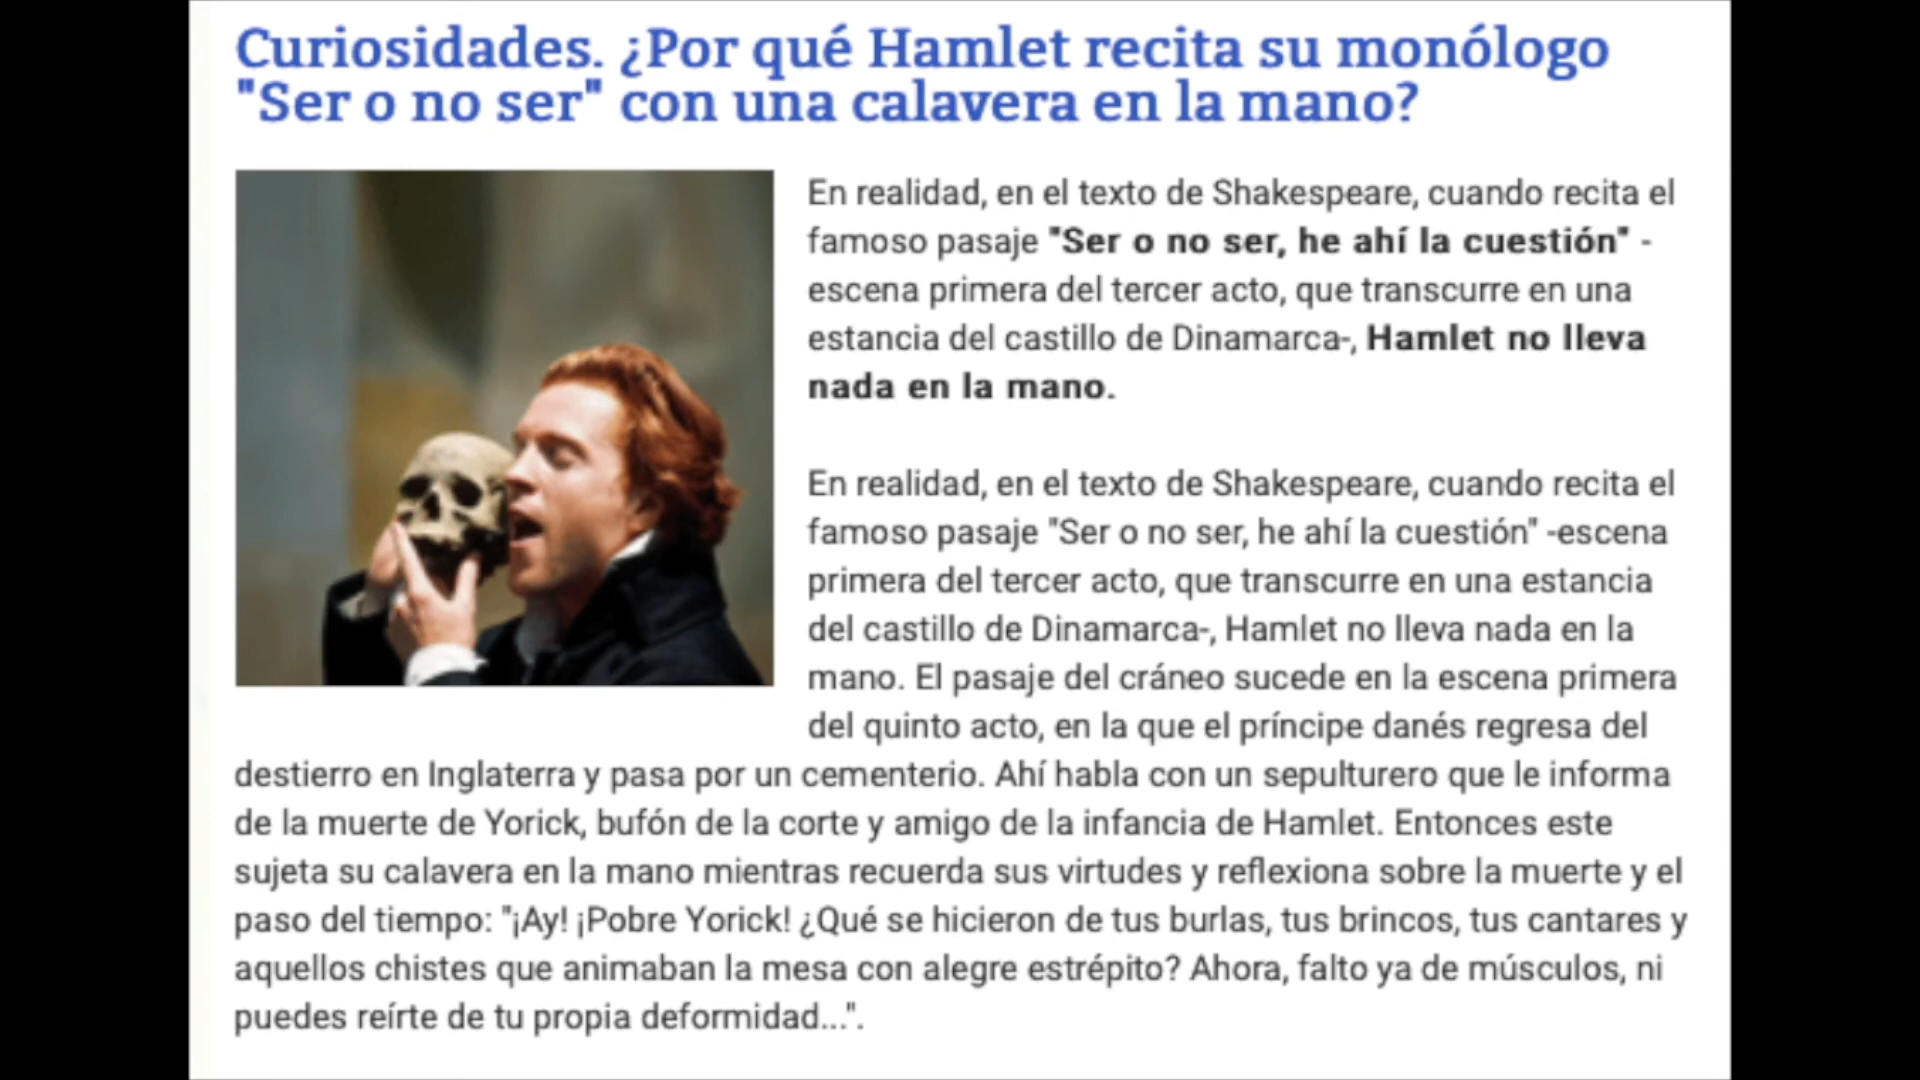 Curiosidades. ¿Por qué Hamlet recita su monólogo
"Ser o no ser" con una calavera en la mano?
En realidad, en el texto de Shakespeare, cuando recita el
famoso pasaje "Ser o no ser, he ahí la cuestión" -
escena primera del tercer acto, que transcurre en una
estancia del castillo de Dinamarca-, Hamlet no lleva
nada en la mano.
En realidad, en el texto de Shakespeare, cuando recita el
famoso pasaje "Ser o no ser, he ahí la cuestión" -escena
primera del tercer acto, que transcurre en una estancia
del castillo de Dinamarca-, Hamlet no lleva nada en la
mano. El pasaje del cráneo sucede en la escena primera
del quinto acto, en la que el príncipe danés regresa del
destierro en Inglaterra y pasa por un cementerio. Ahí habla con un sepulturero que le informa
de la muerte de Yorick, bufón de la corte y amigo de la infancia de Hamlet. Entonces este
sujeta su calavera en la mano mientras recuerda sus virtudes y reflexiona sobre la muerte y el
paso del tiempo: "¡Ay! ¡Pobre Yorick! ¿Qué se hicieron de tus burlas, tus brincos, tus cantares y
aquellos chistes que animaban la mesa con alegre estrépito? Ahora, falto ya de músculos, ni
puedes reírte de tu propia deformidad...".